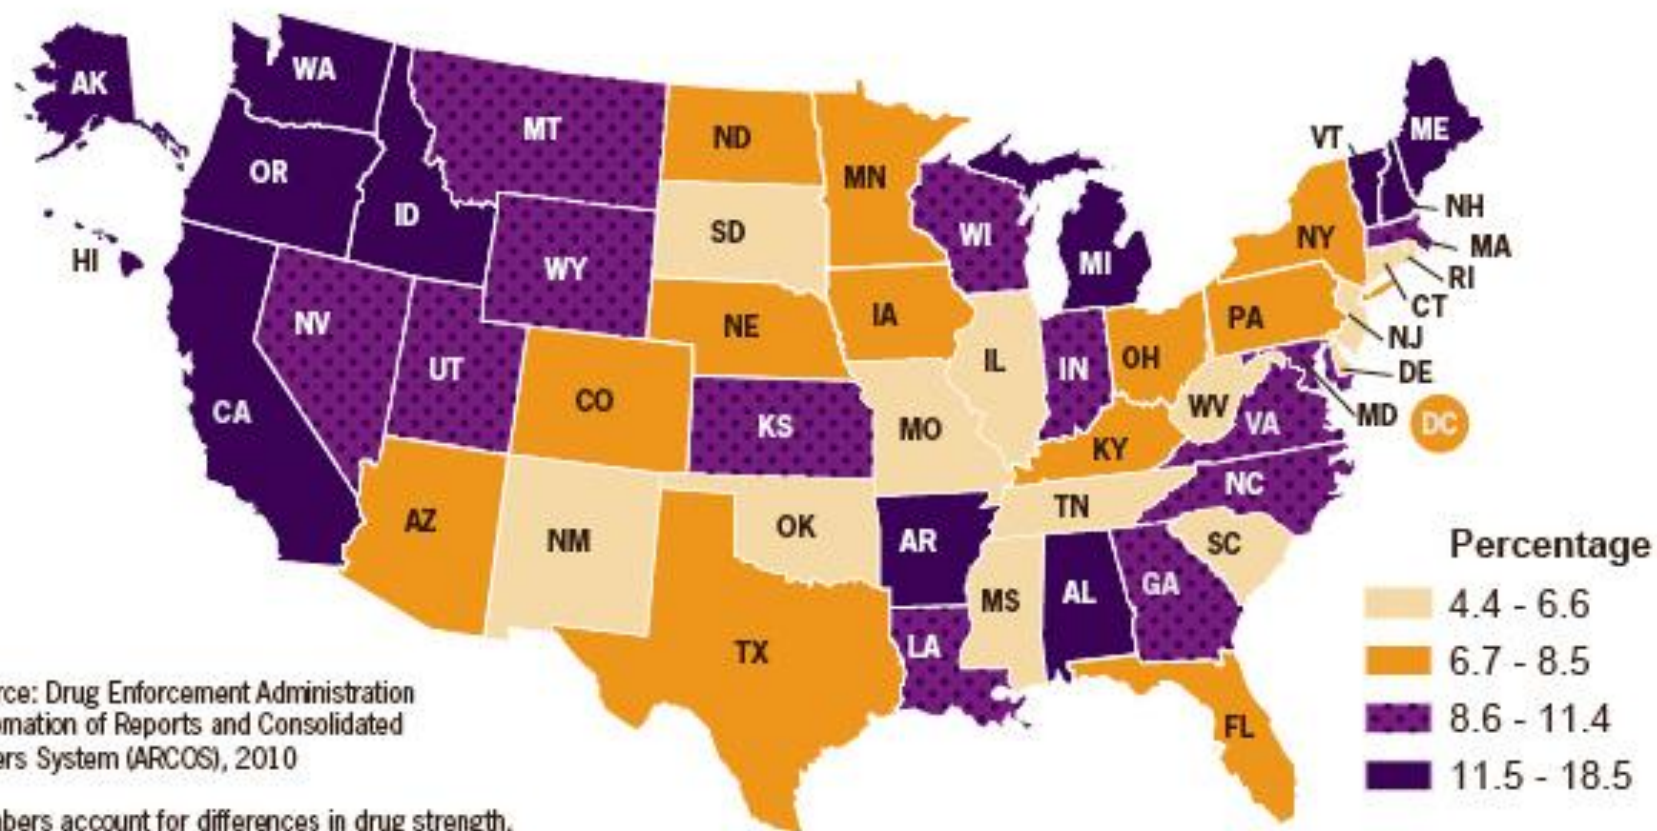 AK
WA
MT
ND
MN
VT
ME
OR
ID
SD
WI
NH
HI
WY
MI
NY
MA
RI
NV
NE
IA
PA
CT
UT
IL
IN
OH
NJ
CA
CO
KS
MO
WV
VA
DE
MD
DC
KY
AZ
NM
OK
TN
NC
AR
SC
MS
AL
GA
LA
TX
FL
Percentage
4.4 - 6.6
6.7 - 8.5
8.6 - 11.4
11.5 - 18.5
rce: Drug Enforcement Administration
omation of Reports and Consolidated
ers System (ARCOS), 2010
bers account for differences in drug strength.